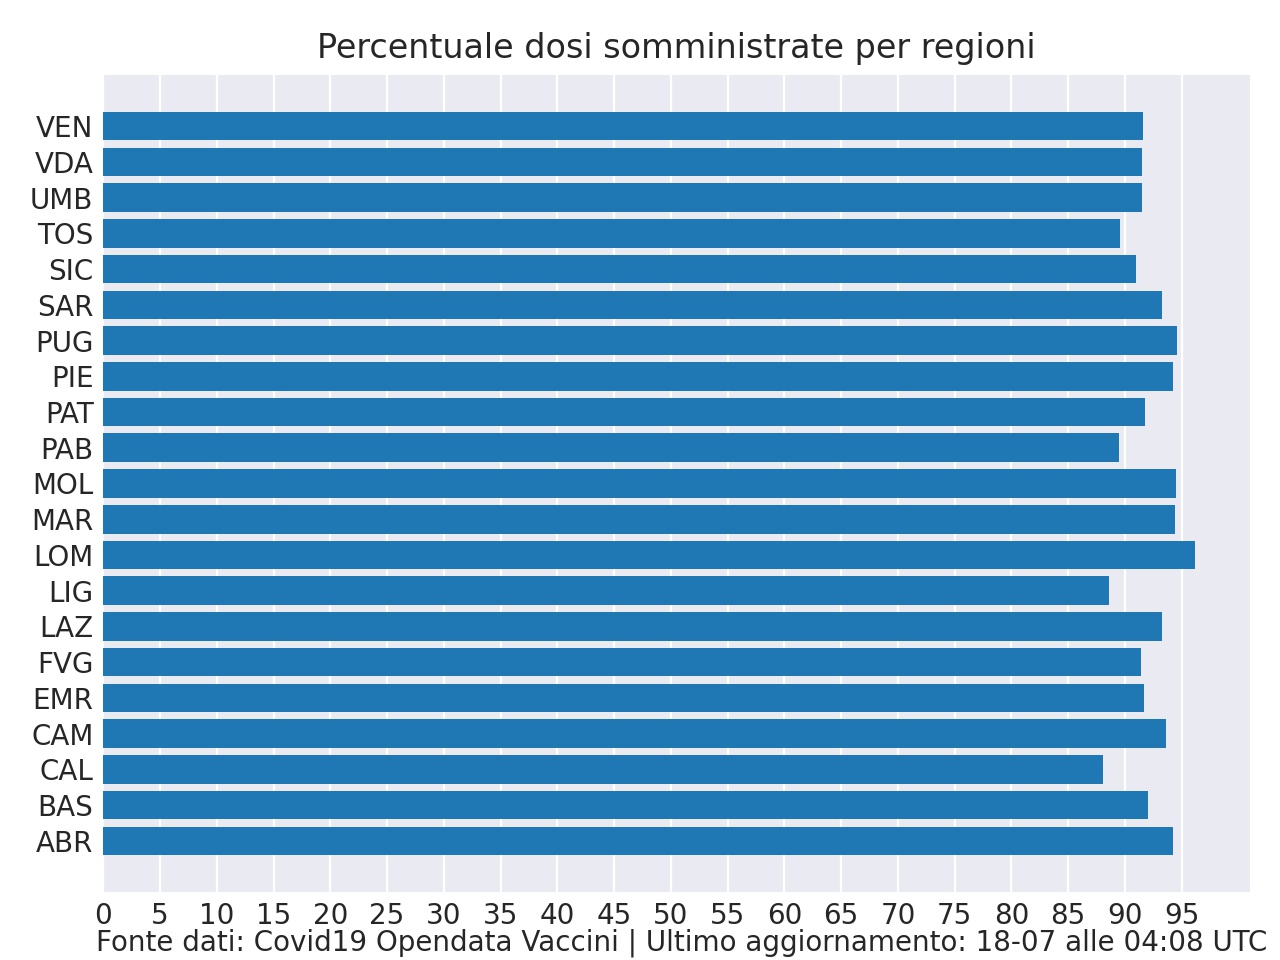 Percentuale dosi somministrate per regioni
VEN
VDA
UMB
TOS
SIC
SAR
PUG
PIE
PAT
PAB
MOL
MAR
LOM
LIG
LAZ
FVG
EMR
CAM
CAL
BAS
ABR
0 5 10 15 20 25 30 35 40 45 50 55 60 65 70 75 80 85 90 95
Fonte dati: Covid19 Opendata Vaccini | Ultimo aggiornamento: 18-07 alle 04:08 UTC